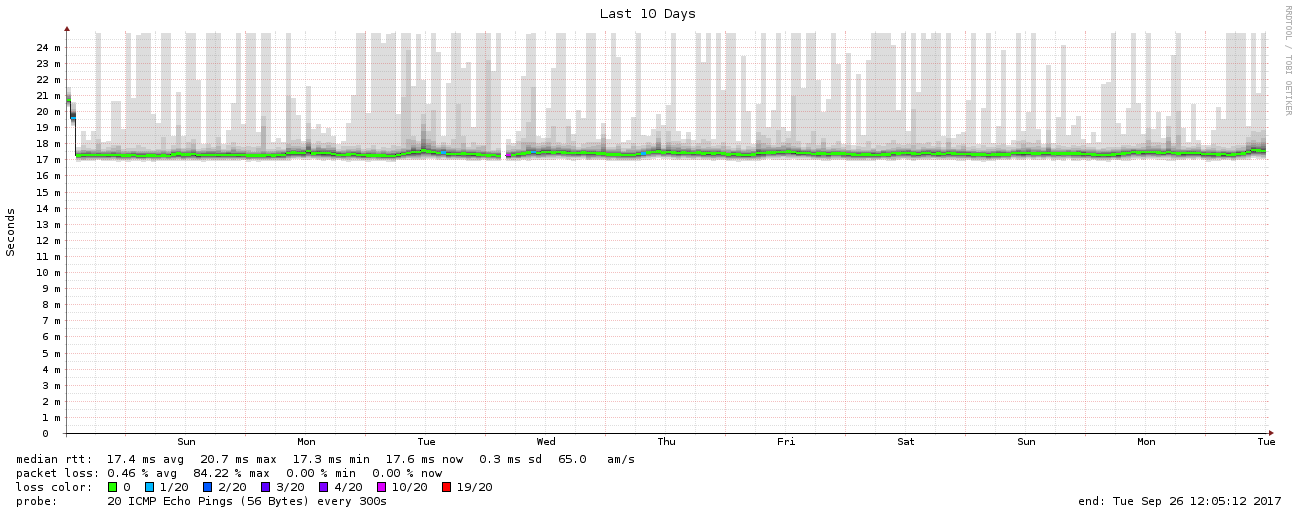 Last 10 Days
RRDTOOL / TOBI OETIKER
Seconds
24 m
23 m
22 m
21 m
20 m
19 m
18 m
17 m
16 m
15 m
14 m
13 m
12 m
11 m
10 m
9 m
8 m
7 m
6 m
5 m
4 m
3 m
2 m
1 m
0
Sun Mon Tue Wed Thu Fri Sat Sun Mon Tue
median rtt: 17.4 ms avg 20.7 ms max 17.3 ms min 17.6 ms now 0.3 ms sd 65.0 am/s
packet loss: 0.46 % avg 84.22 % max 0.00 % min 0.00 % now
loss color: 0 1/20 2/20 3/20 4/20 10/20 19/20
probe: 20 ICMP Echo Pings (56 Bytes) every 300s end: Tue Sep 26 12:05:12 2017